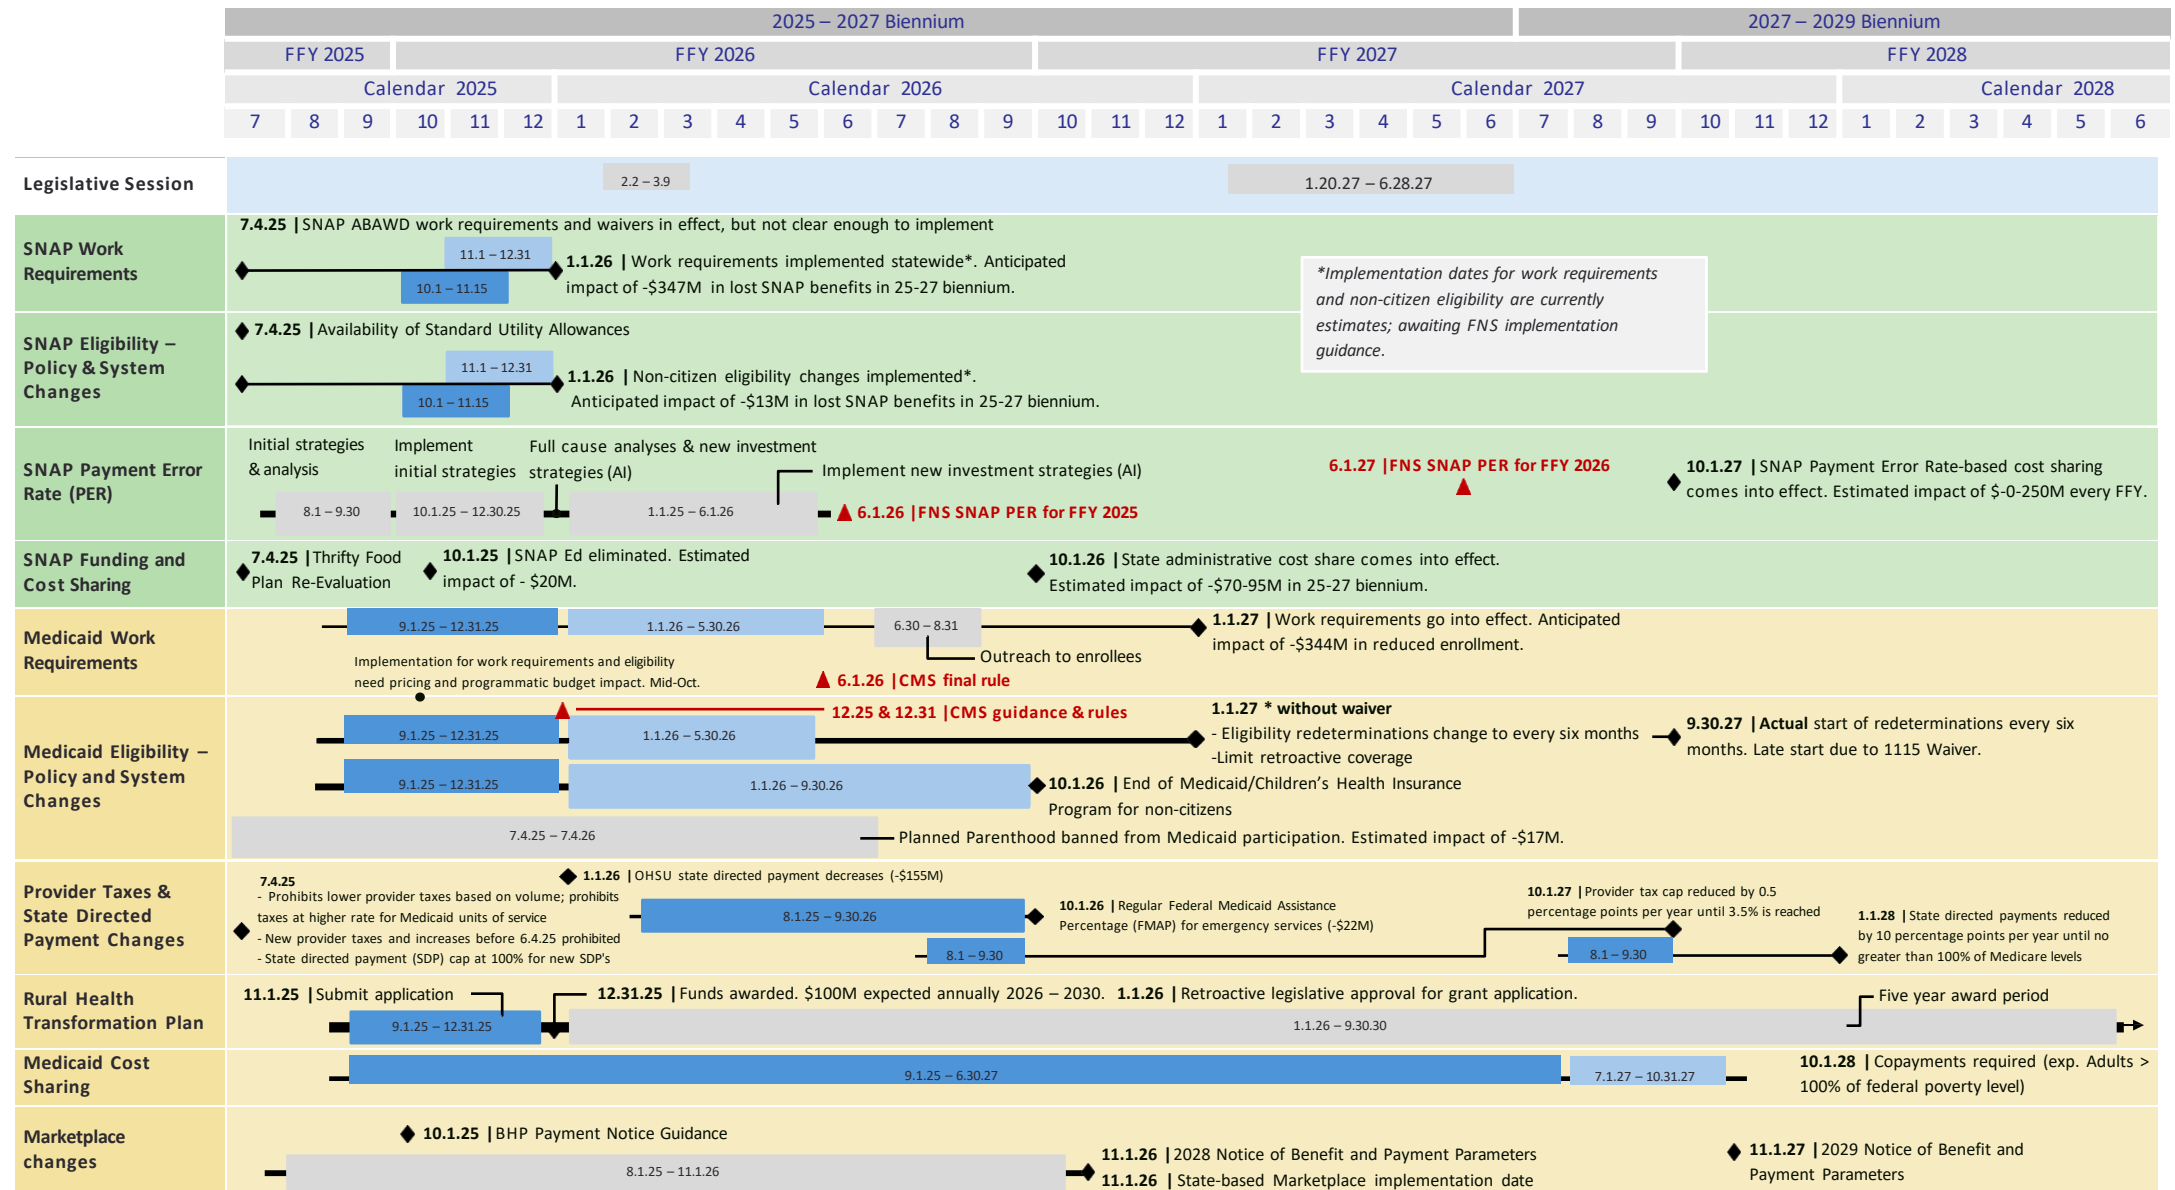 2025 – 2027 Biennium
2027 – 2029 Biennium
FFY 2025
FFY 2026
FFY 2027
FFY 2028
Calendar 2025
Calendar 2026
Calendar 2027
Calendar 2028
7 8 9 10 11 12 1 2 3 4 5 6 7 8 9 10 11 12 1 2 3 4 5 6 7 8 9 10 11 12 1 2 3 4 5 6
Legislative Session
2.2 – 3.9
1.20.27 – 6.28.27
SNAP Work
Requirements
7.4.25 | SNAP ABAWD work requirements and waivers in effect, but not clear enough to implement
11.1 – 12.31
10.1 – 11.15
1.1.26 | Work requirements implemented statewide*. Anticipated
impact of -$347M in lost SNAP benefits in 25-27 biennium.
*Implementation dates for work requirements
and non-citizen eligibility are currently
estimates; awaiting FNS implementation
guidance.
SNAP Eligibility –
Policy & System
Changes
7.4.25 | Availability of Standard Utility Allowances
11.1 – 12.31
10.1 – 11.15
1.1.26 | Non-citizen eligibility changes implemented*.
Anticipated impact of -$13M in lost SNAP benefits in 25-27 biennium.
SNAP Payment Error
Rate (PER)
Initial strategies
& analysis
Implement
initial strategies
Full cause analyses & new investment
strategies (AI)
Implement new investment strategies (AI)
8.1 – 9.30
10.1.25 – 12.30.25
1.1.25 – 6.1.26
6.1.26 | FNS SNAP PER for FFY 2025
6.1.27 | FNS SNAP PER for FFY 2026
10.1.27 | SNAP Payment Error Rate-based cost sharing
comes into effect. Estimated impact of $-0-250M every FFY.
SNAP Funding and
Cost Sharing
7.4.25 | Thrifty Food
Plan Re-Evaluation
10.1.25 | SNAP Ed eliminated. Estimated
impact of - $20M.
10.1.26 | State administrative cost share comes into effect.
Estimated impact of -$70-95M in 25-27 biennium.
Medicaid Work
Requirements
9.1.25 – 12.31.25
1.1.26 – 5.30.26
6.30 – 8.31
Outreach to enrollees
1.1.27 | Work requirements go into effect. Anticipated
impact of -$344M in reduced enrollment.
Implementation for work requirements and eligibility
need pricing and programmatic budget impact. Mid-Oct.
6.1.26 | CMS final rule
Medicaid Eligibility –
Policy and System
Changes
12.25 & 12.31 | CMS guidance & rules
9.1.25 – 12.31.25
1.1.26 – 5.30.26
1.1.27 * without waiver
- Eligibility redeterminations change to every six months
-Limit retroactive coverage
9.30.27 | Actual start of redeterminations every six
months. Late start due to 1115 Waiver.
9.1.25 – 12.31.25
1.1.26 – 9.30.26
10.1.26 | End of Medicaid/Children’s Health Insurance
Program for non-citizens
7.4.25 – 7.4.26
Planned Parenthood banned from Medicaid participation. Estimated impact of -$17M.
Provider Taxes &
State Directed
Payment Changes
7.4.25
- Prohibits lower provider taxes based on volume; prohibits
taxes at higher rate for Medicaid units of service
- New provider taxes and increases before 6.4.25 prohibited
- State directed payment (SDP) cap at 100% for new SDP's
1.1.26 | OHSU state directed payment decreases (-$155M)
8.1.25 – 9.30.26
10.1.26 | Regular Federal Medicaid Assistance
Percentage (FMAP) for emergency services (-$22M)
8.1 – 9.30
10.1.27 | Provider tax cap reduced by 0.5
percentage points per year until 3.5% is reached
8.1 – 9.30
1.1.28 | State directed payments reduced
by 10 percentage points per year until no
greater than 100% of Medicare levels
Rural Health
Transformation Plan
11.1.25 | Submit application
12.31.25 | Funds awarded. $100M expected annually 2026 – 2030. 1.1.26 | Retroactive legislative approval for grant application.
Five year award period
9.1.25 – 12.31.25
1.1.26 – 9.30.30
Medicaid Cost
Sharing
9.1.25 – 6.30.27
7.1.27 – 10.31.27
10.1.28 | Copayments required (exp. Adults >
100% of federal poverty level)
Marketplace
changes
10.1.25 | BHP Payment Notice Guidance
8.1.25 – 11.1.26
11.1.26 | 2028 Notice of Benefit and Payment Parameters
11.1.26 | State-based Marketplace implementation date
11.1.27 | 2029 Notice of Benefit and
Payment Parameters